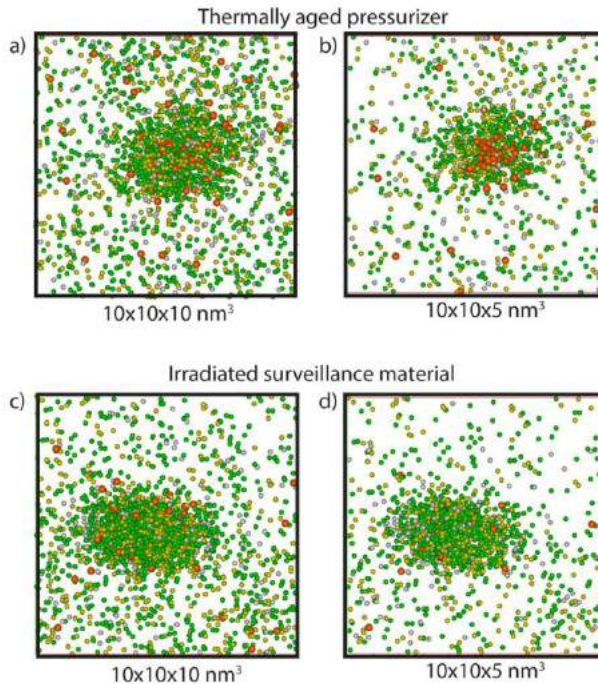 Thermally aged pressurizer
a) b)
10x10x10 nm³ 10x10x5 nm³
Irradiated surveillance material
c) d)
10x10x10 nm³ 10x10x5 nm³